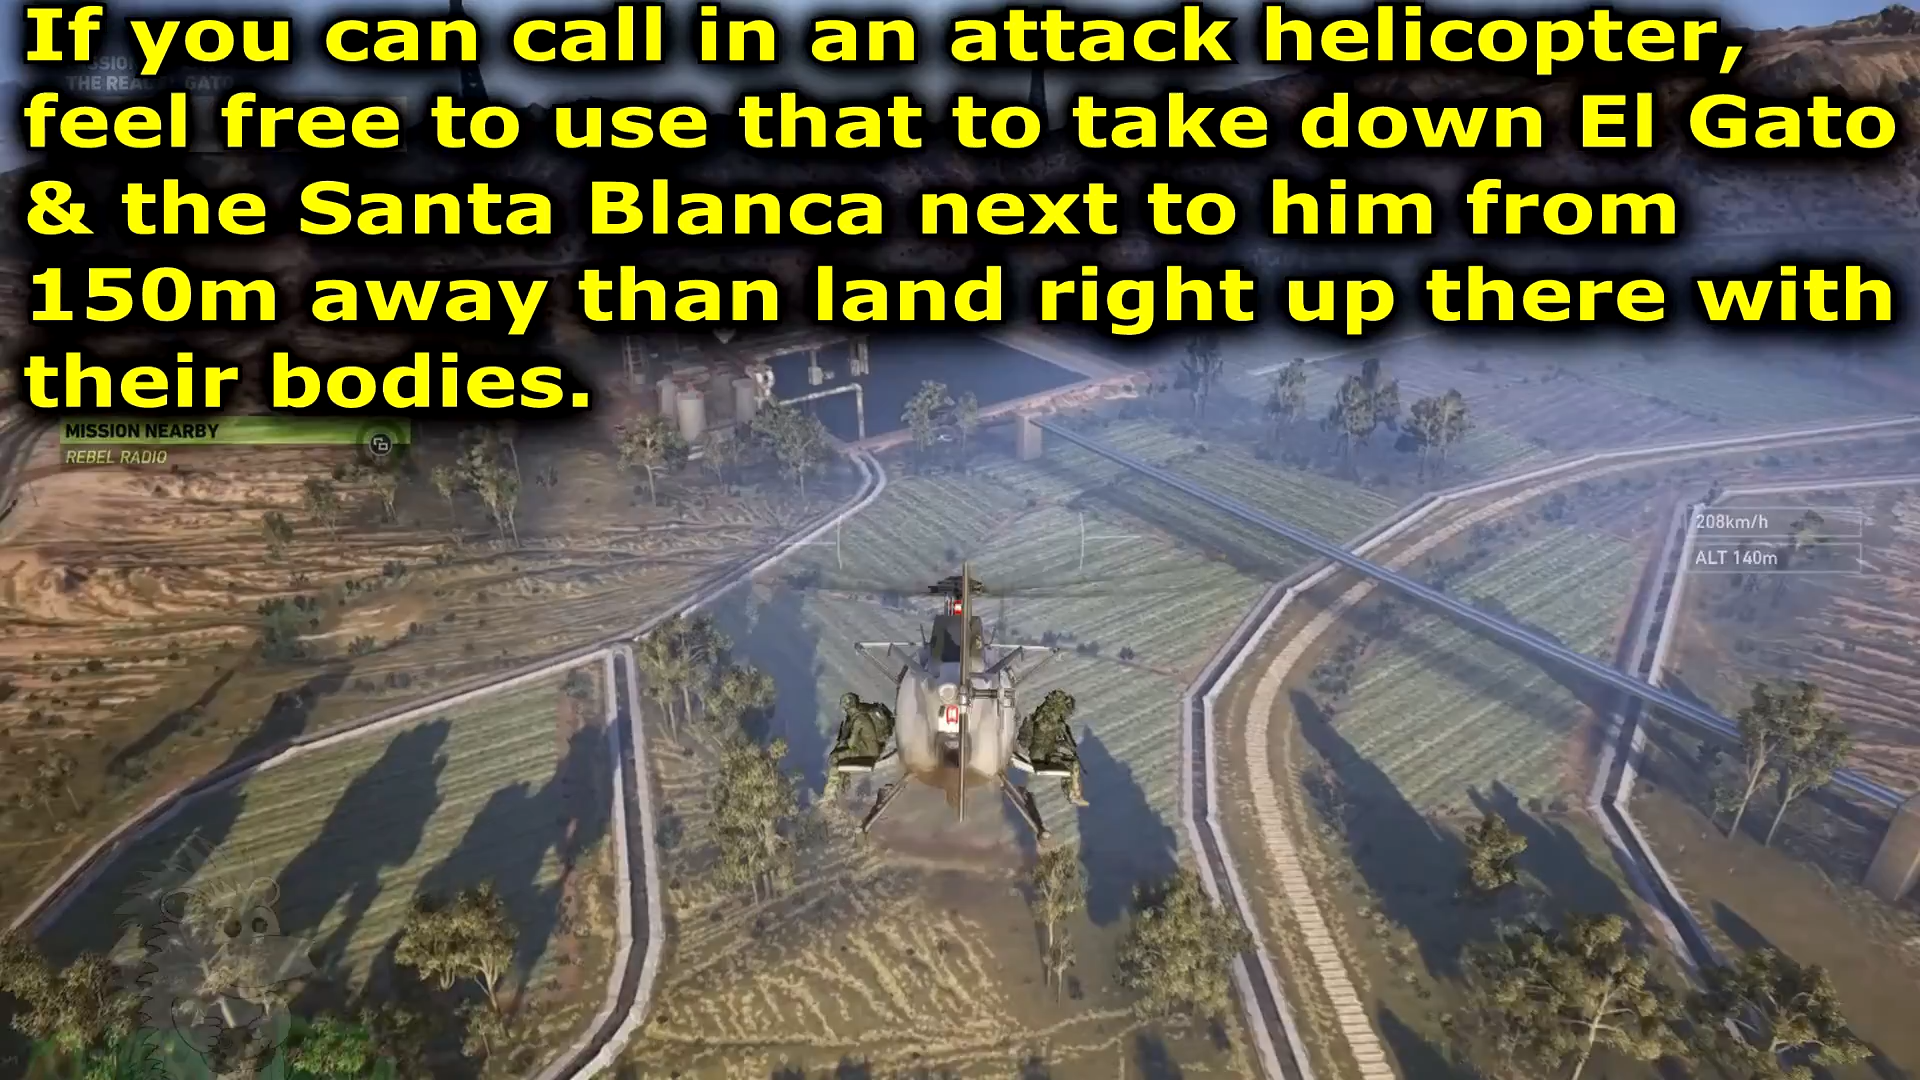 If you can call in an attack helicopter,
feel free to use that to take down El Gato
& the Santa Blanca next to him from
150m away than land right up there with
their bodies.
MISSION NEARBY
REBEL RADIO
208km/h
ALT 140m